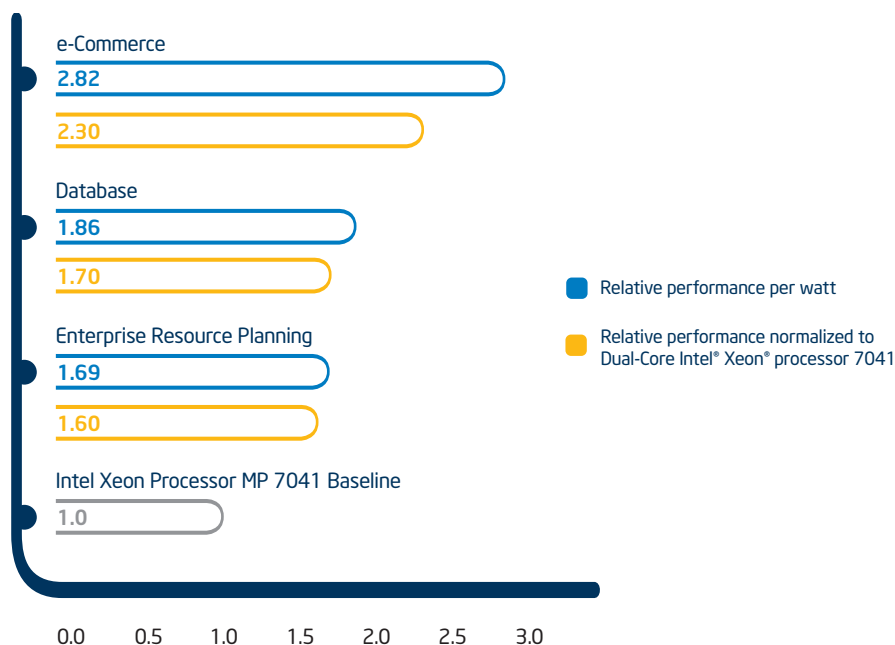 e-Commerce
2.82
2.30
Database
1.86
1.70
Enterprise Resource Planning
1.69
1.60
Intel Xeon Processor MP 7041 Baseline
1.0
0.0 0.5 1.0 1.5 2.0 2.5 3.0
Relative performance per watt
Relative performance normalized to
Dual-Core Intel® Xeon® processor 7041